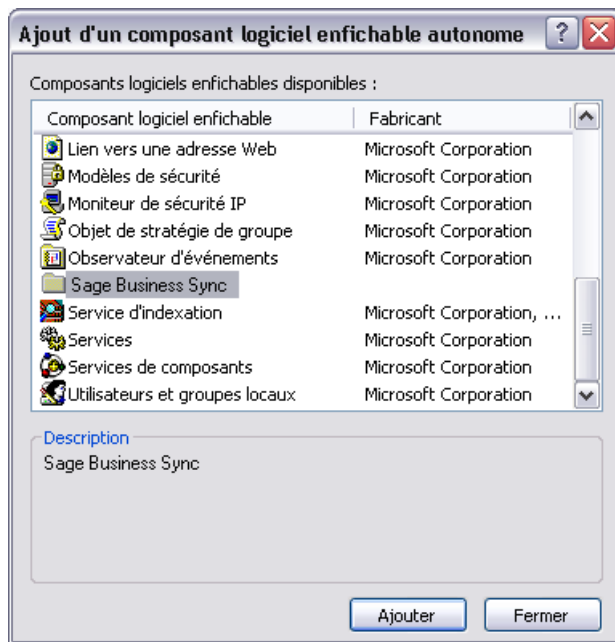 Ajout d'un composant logiciel enfichable autonome ?
Composants logiciels enfichables disponibles :
Composant logiciel enfichable Fabricant
Lien vers une adresse Web Microsoft Corporation
Modèles de sécurité Microsoft Corporation
Moniteur de sécurité IP Microsoft Corporation
Objet de stratégie de groupe Microsoft Corporation
Observateur d'événements Microsoft Corporation
Sage Business Sync
Service d'indexation Microsoft Corporation, ...
Services Microsoft Corporation
Services de composants Microsoft Corporation
Utilisateurs et groupes locaux Microsoft Corporation
Description
Sage Business Sync
Ajouter Fermer